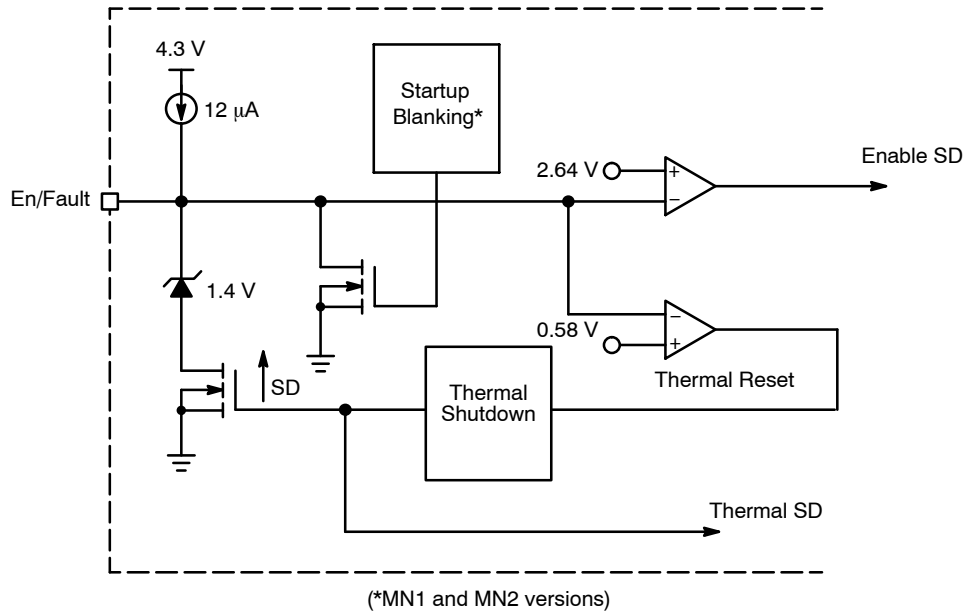 4.3 V
12 μA
Startup
Blanking*
En/Fault
2.64 V
+
−
Enable SD
1.4 V
SD
0.58 V
−
+
Thermal Reset
Thermal
Shutdown
Thermal SD
(*MN1 and MN2 versions)